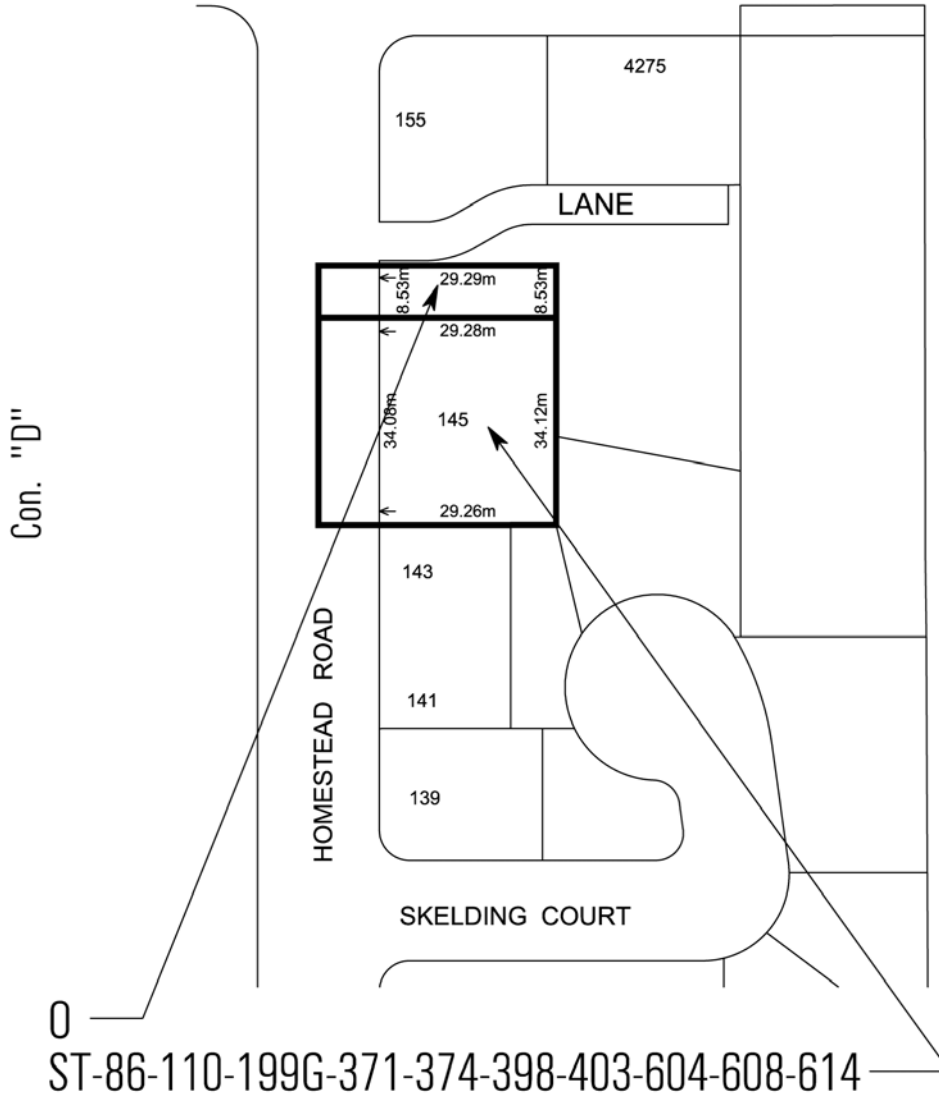 4275
155
LANE
8.53m
29.29m
8.53m
29.28m
34.08m
145
34.12m
29.26m
Con. "D"
143
HOMESTEAD ROAD
141
139
SKELDING COURT
0
ST-86-110-199G-371-374-398-403-604-608-614